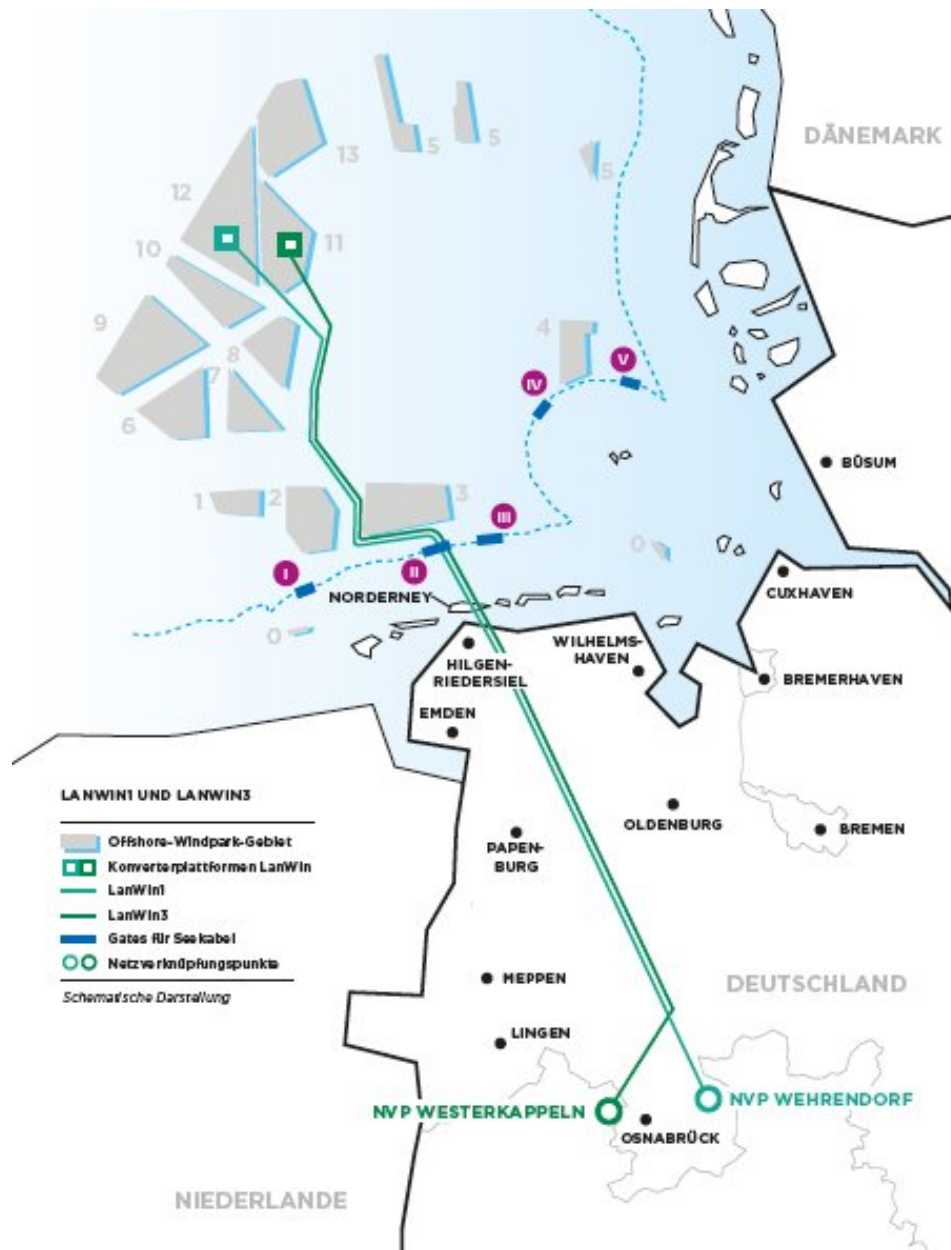 DÄNEMARK
13
5
5
5
12
11
10
9
8
7
6
4
V
IV
BÜSUM
1
2
3
III
0
I
II
CUXHAVEN
NORDERNEY
0
WILHELMS-
HAVEN
HILGEN-
RIEDERSIEL
BREMERHAVEN
EMDEN
LANWIN1 UND LANWIN3
Offshore-Windpark-Gebiet
Konverterplattformen LanWin
LanWin1
LanWin3
Gates für Seekabel
Netzverknüpfungspunkte
Schematische Darstellung
OLDENBURG
BREMEN
PAPEN-
BURG
MEPPEN
DEUTSCHLAND
LINGEN
NVP WESTERKAPPELN
NVP WEHRENDORF
OSNABRÜCK
NIEDERLANDE